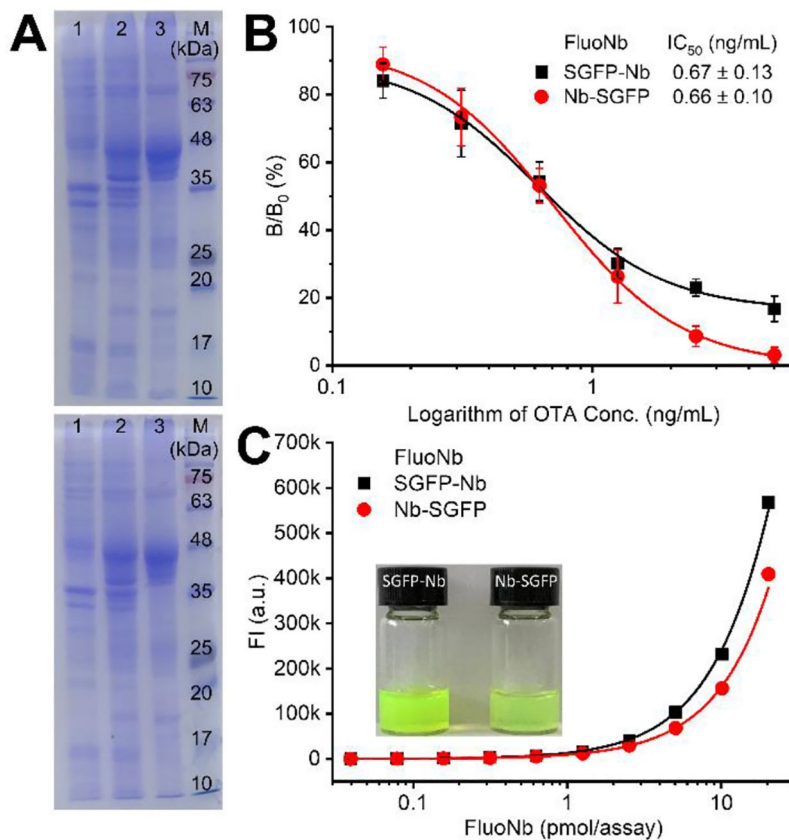 A
1 2 3 M
(kDa)
75
63
48
35
25
20
17
10
1 2 3 M
(kDa)
75
63
48
35
25
20
17
10
B
FluoNb IC50 (ng/mL)
SGFP-Nb 0.67 ± 0.13
Nb-SGFP 0.66 ± 0.10
B/B0 (%)
100
80
60
40
20
0
0.1 1
Logarithm of OTA Conc. (ng/mL)
C
FluoNb
SGFP-Nb
Nb-SGFP
SGFP-Nb Nb-SGFP
FI (a.u.)
700k
600k
500k
400k
300k
200k
100k
0
0.1 1 10
FluoNb (pmol/assay)